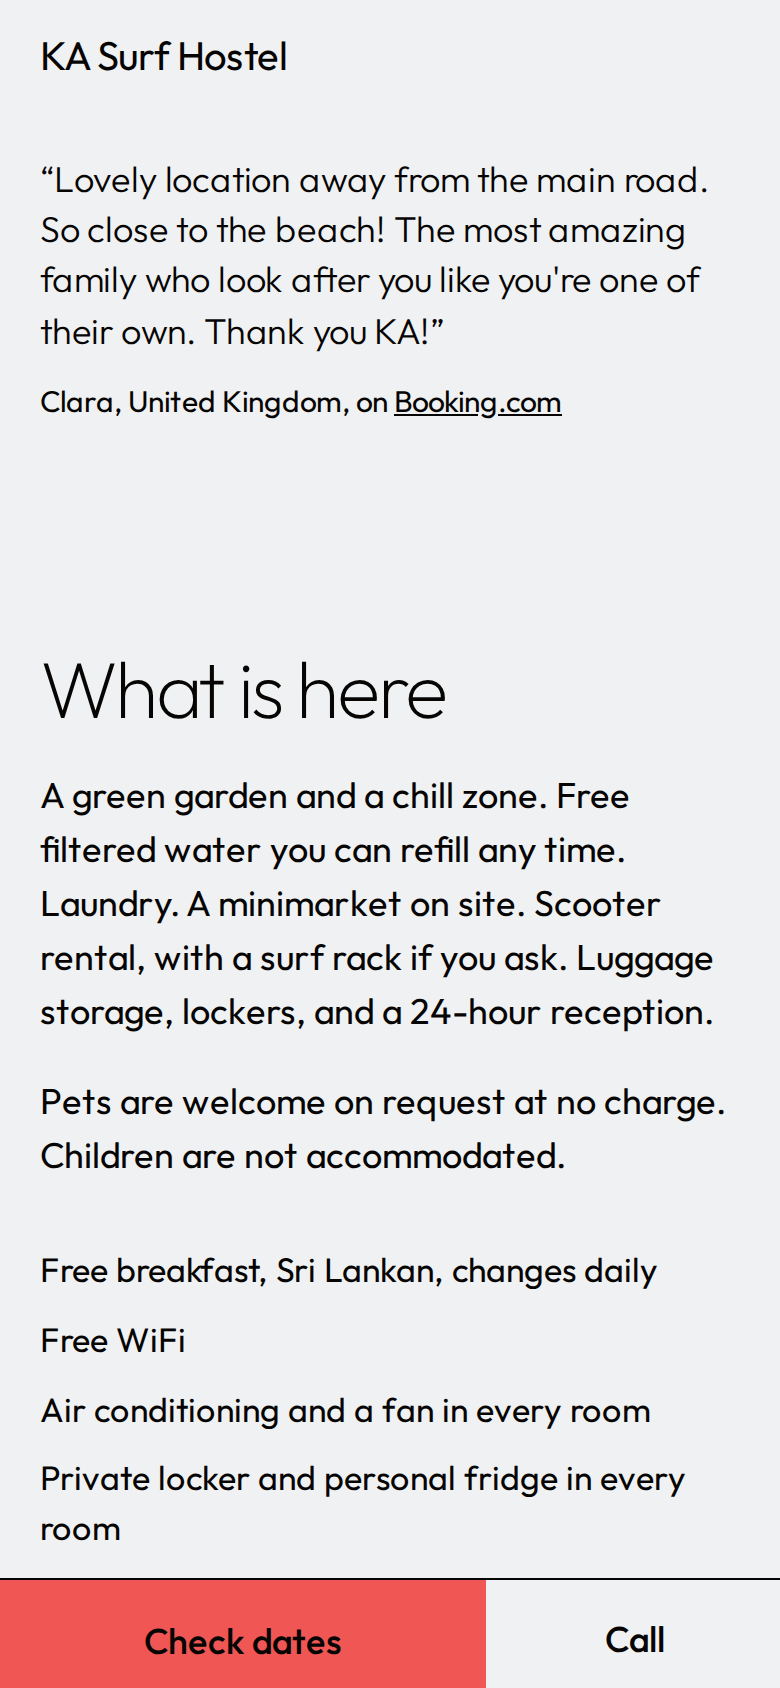 KA Surf Hostel
“Lovely location away from the main road.
So close to the beach! The most amazing
family who look after you like you're one of
their own. Thank you KA!”
Clara, United Kingdom, on Booking.com
What is here
A green garden and a chill zone. Free
filtered water you can refill any time.
Laundry. A minimarket on site. Scooter
rental, with a surf rack if you ask. Luggage
storage, lockers, and a 24-hour reception.
Pets are welcome on request at no charge.
Children are not accommodated.
Free breakfast, Sri Lankan, changes daily
Free WiFi
Air conditioning and a fan in every room
Private locker and personal fridge in every
room
Check dates
Call